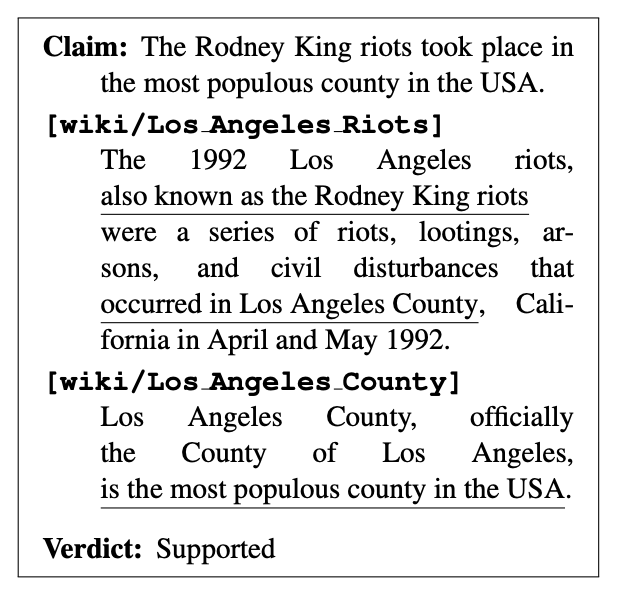 Claim: The Rodney King riots took place in
the most populous county in the USA.
[wiki/Los_Angeles_Riots]
The 1992 Los Angeles riots,
also known as the Rodney King riots
were a series of riots, lootings, ar-
sons, and civil disturbances that
occurred in Los Angeles County, Cali-
fornia in April and May 1992.
[wiki/Los_Angeles_County]
Los Angeles County, officially
the County of Los Angeles,
is the most populous county in the USA.
Verdict: Supported